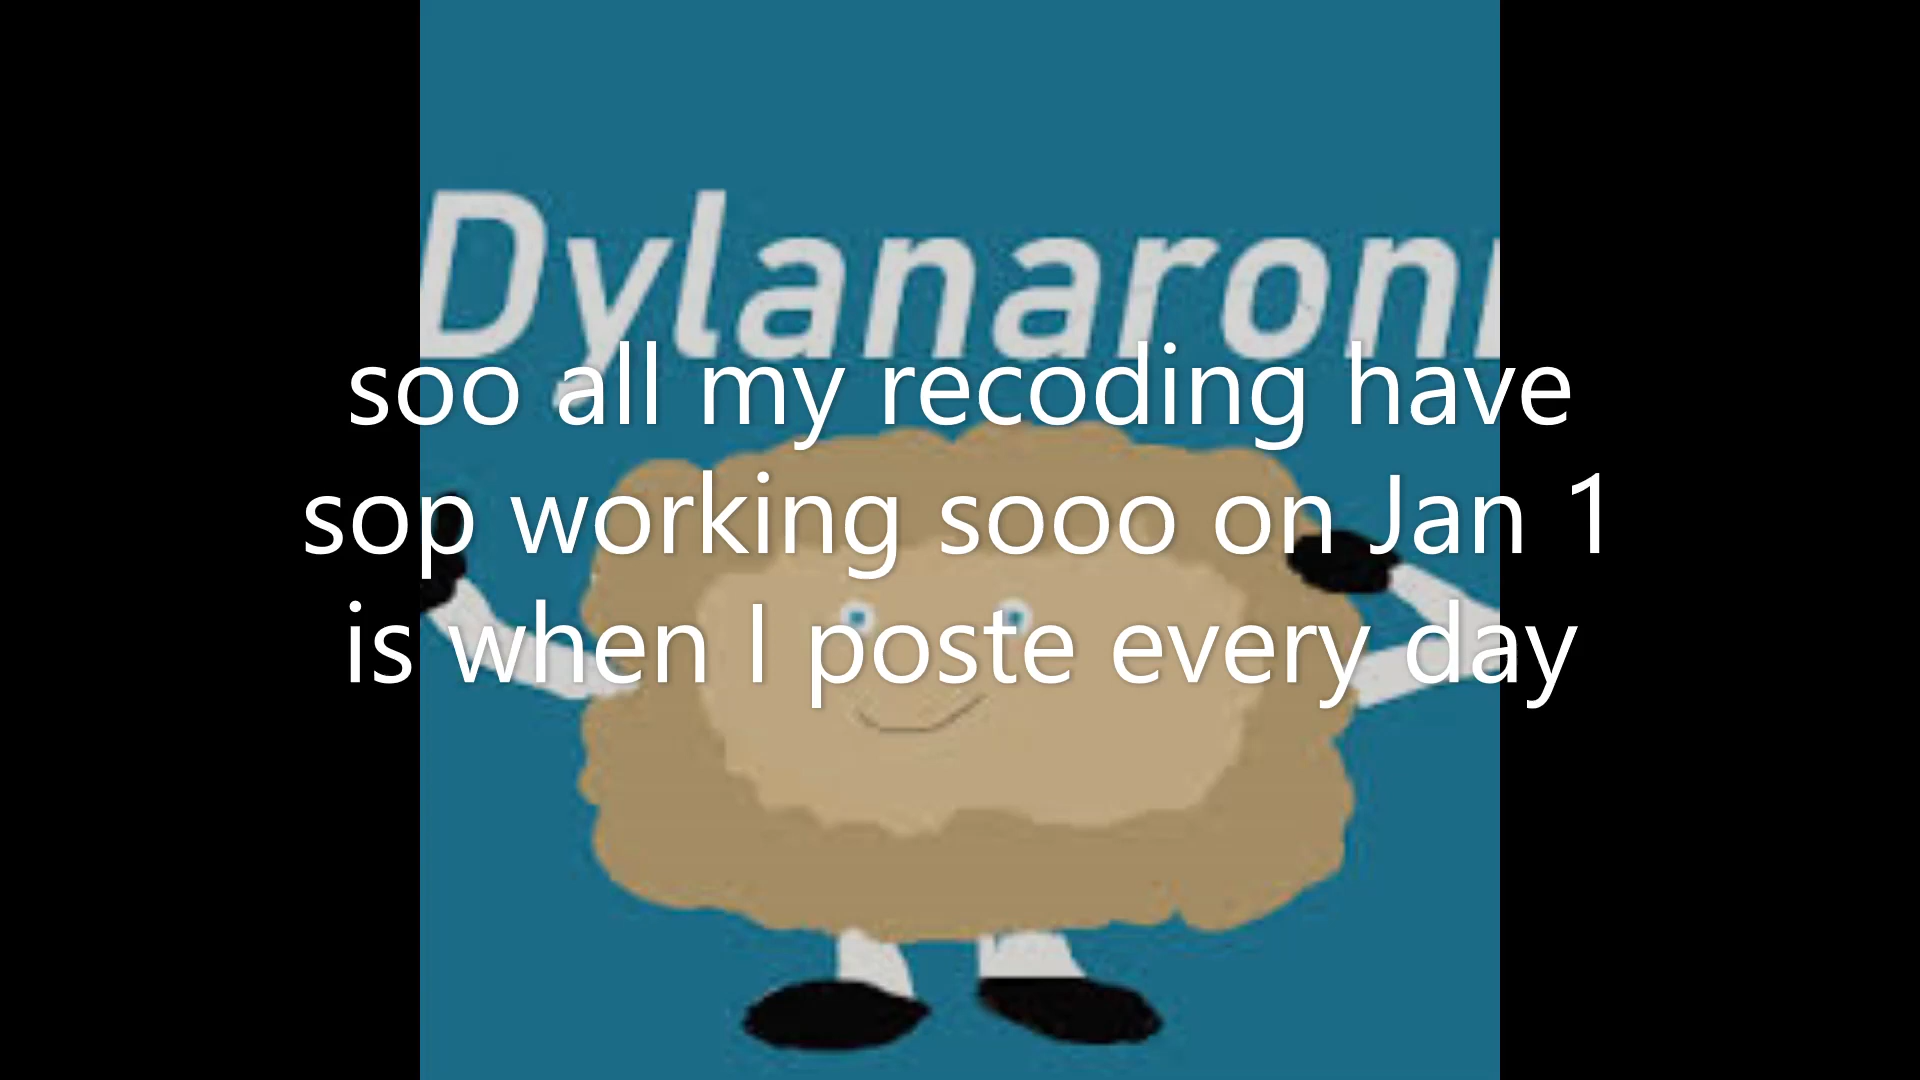 Dylanaroni
soo all my recoding have
sop working sooo on Jan 1
is when I poste every day